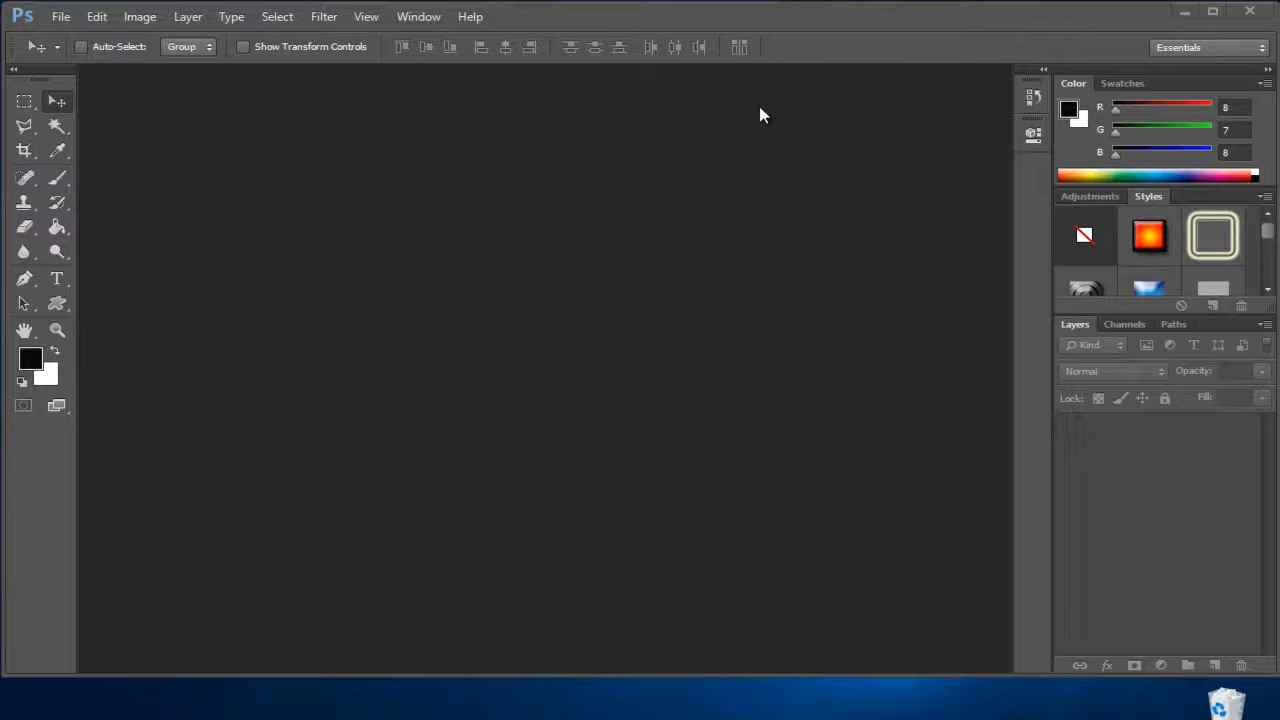 Ps File Edit Image Layer Type Select Filter View Window Help
Auto-Select: Group Show Transform Controls Essentials
Color Swatches
R 8
G 7
B 8
Adjustments Styles
Layers Channels Paths
Kind T
Normal Opacity:
Lock: Fill:
T
fx